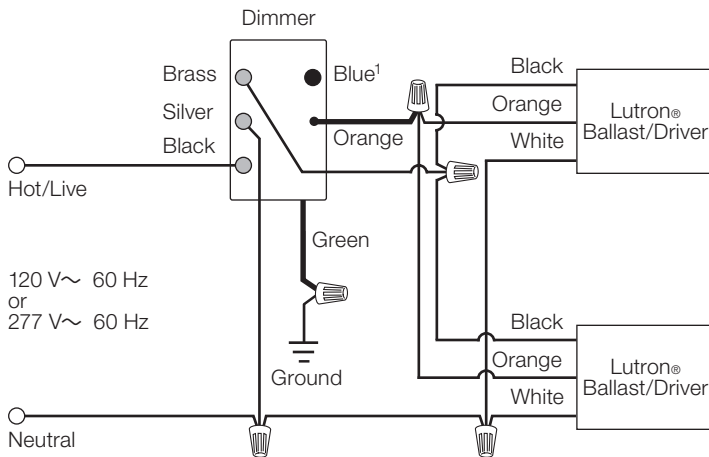 Dimmer
Brass
Blue¹
Silver
Orange
Black
Hot/Live
Green
120 V~ 60 Hz
or
277 V~ 60 Hz
Ground
Neutral
Black
Orange
White
Lutron®
Ballast/Driver
Black
Orange
White
Lutron®
Ballast/Driver